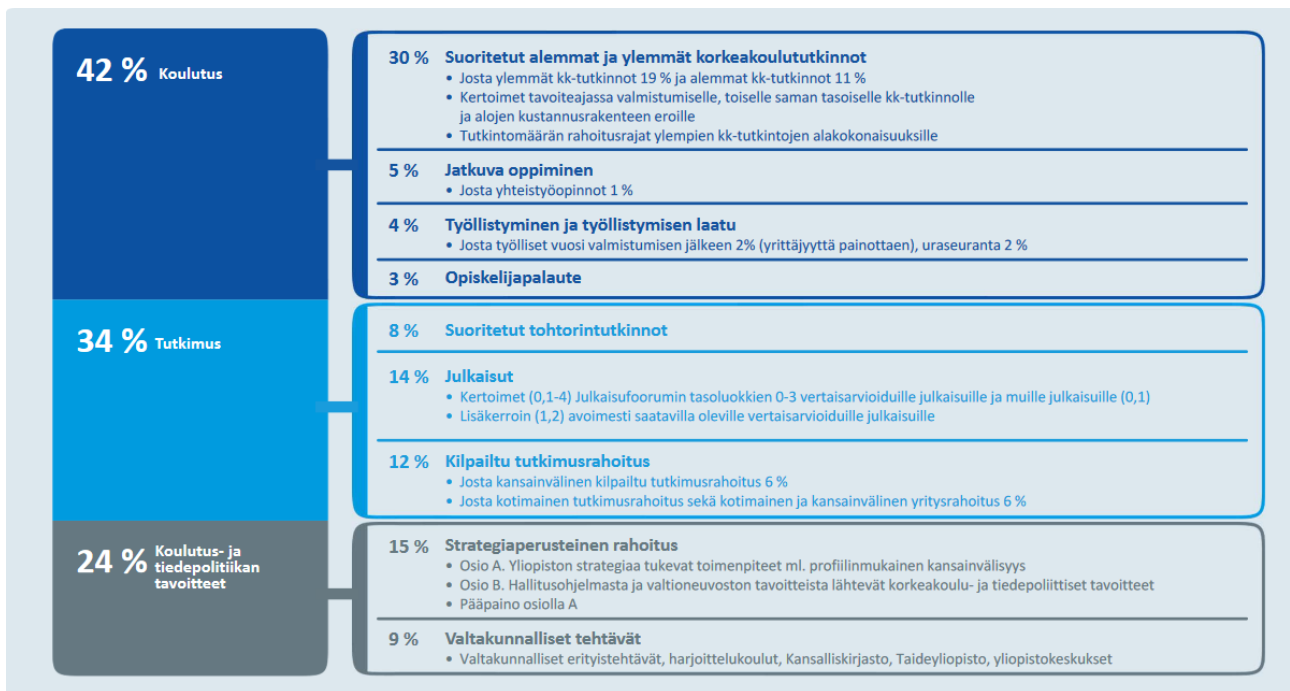 42 % Koulutus
30 % Suoritetut alemmat ja ylemmät korkeakoulututkinnot
• Josta ylemmät kk-tutkinnot 19 % ja alemmat kk-tutkinnot 11 %
• Kertoimet tavoiteajassa valmistumiselle, toiselle saman tasoiselle kk-tutkinnolle
ja alojen kustannusrakenteen eroille
• Tutkintomäärän rahoitusrajat ylempien kk-tutkintojen alakokonaisuuksille
5 % Jatkuva oppiminen
• Josta yhteistyöopinnot 1 %
4 % Työllistyminen ja työllistymisen laatu
• Josta työlliset vuosi valmistumisen jälkeen 2% (yrittäjyyttä painottaen), uraseuranta 2 %
3 % Opiskelijapalaute
34 % Tutkimus
8 % Suoritetut tohtorintutkinnot
14 % Julkaisut
• Kertoimet (0,1-4) Julkaisufoorumin tasoluokkien 0-3 vertaisarvioiduille julkaisuille ja muille julkaisuille (0,1)
• Lisäkerroin (1,2) avoimesti saatavilla oleville vertaisarvioiduille julkaisuille
12 % Kilpailtu tutkimusrahoitus
• Josta kansainvälinen kilpailtu tutkimusrahoitus 6 %
• Josta kotimainen tutkimusrahoitus sekä kotimainen ja kansainvälinen yritysrahoitus 6 %
24 % Koulutus- ja
tiedepolitiikan
tavoitteet
15 % Strategiaperusteinen rahoitus
• Osio A. Yliopiston strategiaa tukevat toimenpiteet ml. profiilinmukainen kansainvälisyys
• Osio B. Hallitusohjelmasta ja valtioneuvoston tavoitteista lähtevät korkeakoulu- ja tiedepoliittiset tavoitteet
• Pääpaino osiolla A
9 % Valtakunnalliset tehtävät
• Valtakunnalliset erityistehtävät, harjoittelukoulut, Kansalliskirjasto, Taideyliopisto, yliopistokeskukset